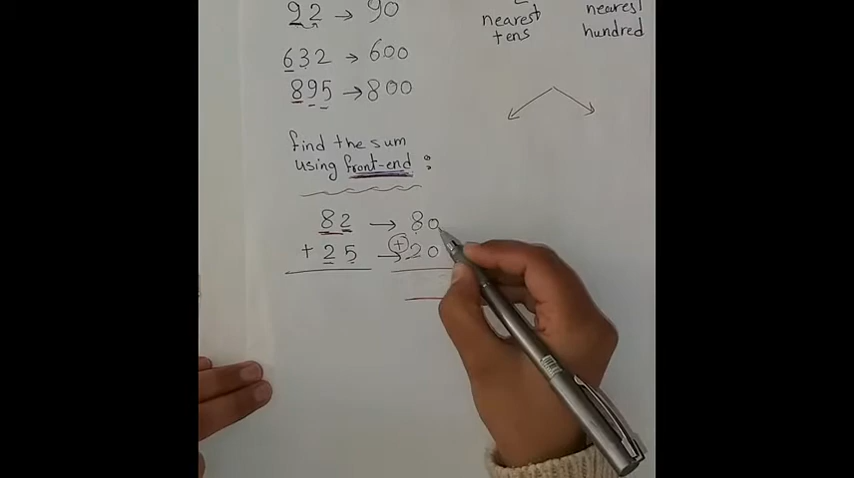 92 → 90
632 → 600
895 → 800
nearest
tens
nearest
hundred
find the sum
using front-end :
82 → 80
+ 25 → + 20